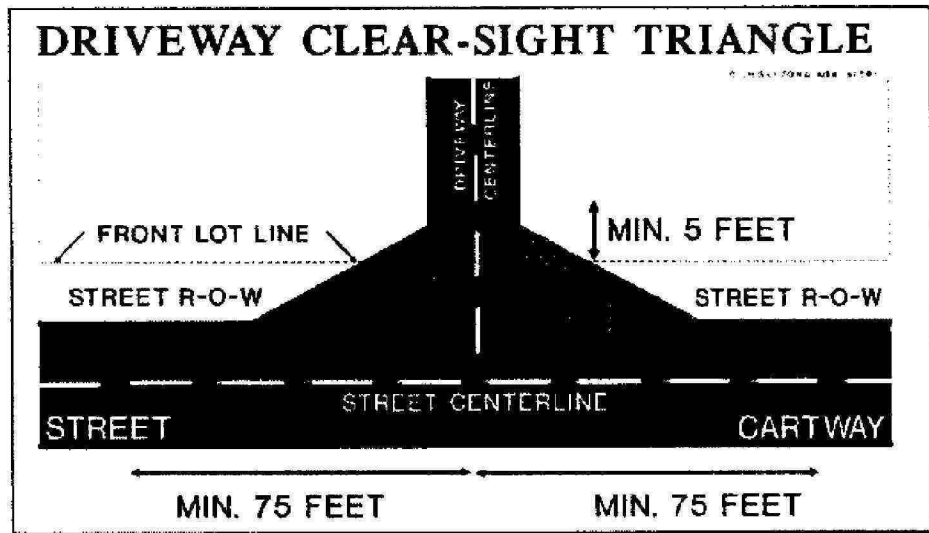 DRIVEWAY CLEAR-SIGHT TRIANGLE
DRIVEWAY
CENTERLINE
FRONT LOT LINE
MIN. 5 FEET
STREET R-O-W
STREET R-O-W
STREET CENTERLINE
STREET
CARTWAY
MIN. 75 FEET
MIN. 75 FEET